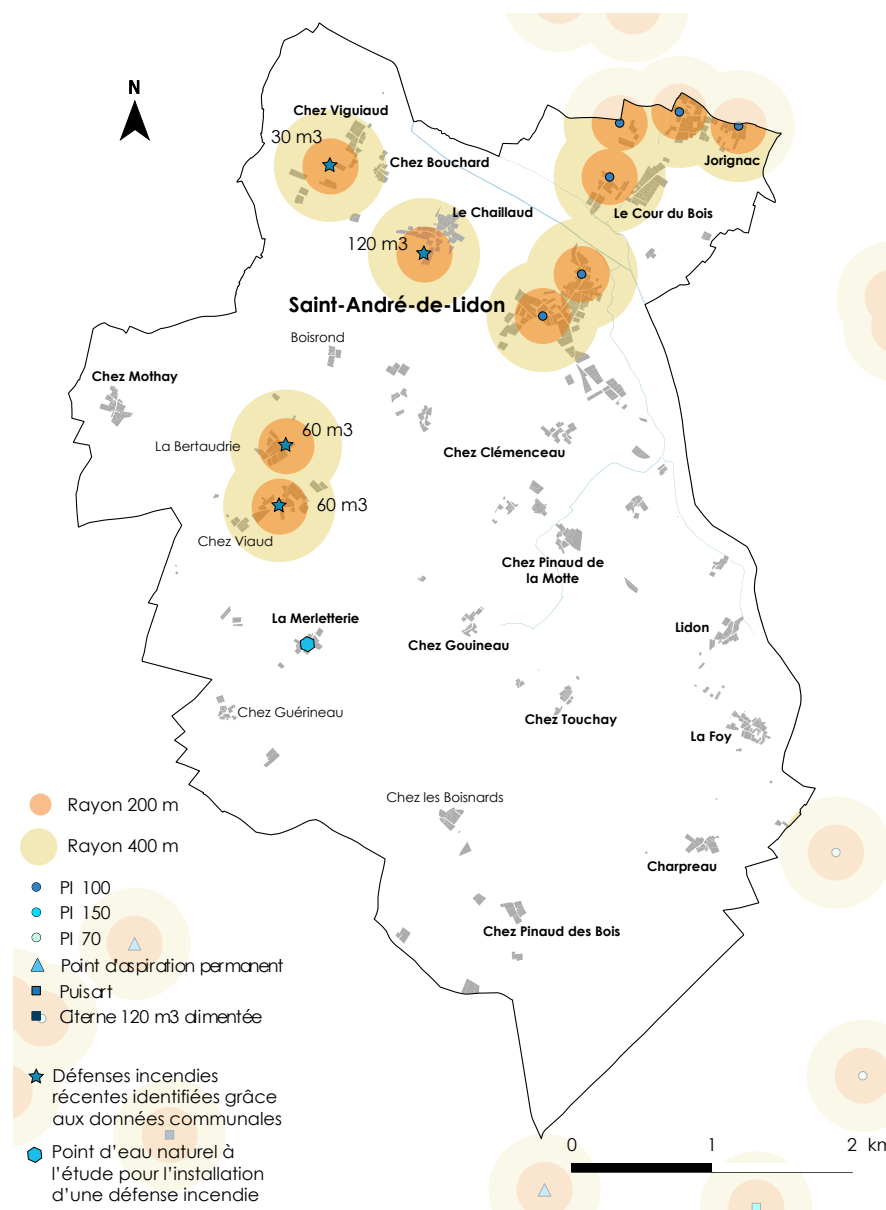 N
Chez Viguiaud
30 m3
Chez Bouchard
Jorignac
Le Chaillaud
Le Cour du Bois
120 m3
Saint-André-de-Lidon
Boisrond
Chez Mothay
60 m3
La Bertaudrie
Chez Clémenceau
60 m3
Chez Viaud
Chez Pinaud de
la Motte
La Merletterie
Lidon
Chez Gouineau
Chez Guérineau
Chez Touchay
La Foy
Chez les Boisnards
Rayon 200 m
Rayon 400 m
Charpreau
PI 100
PI 150
PI 70
Chez Pinaud des Bois
Point d'aspiration permanent
Puisart
Citerne 120 m3 alimentée
Défenses incendies
récentes identifiées grâce
aux données communales
Point d'eau naturel à
l'étude pour l'installation
d'une défense incendie
0 1 2 km